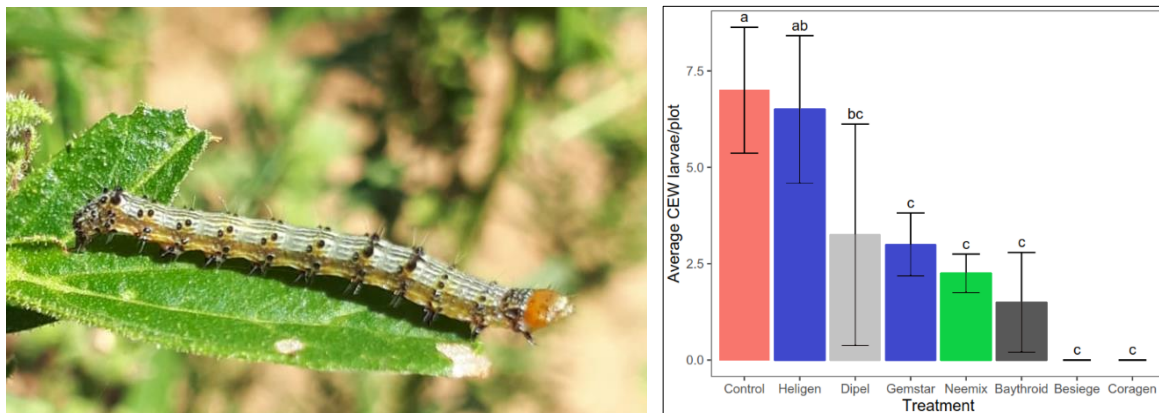 Average CEW larvae/plot
7.5
5.0
2.5
0.0
a
ab
bc
c
c
c
c
c
Control Heligen Dipel Gemstar Neemix Baythroid Besiege Coragen
Treatment